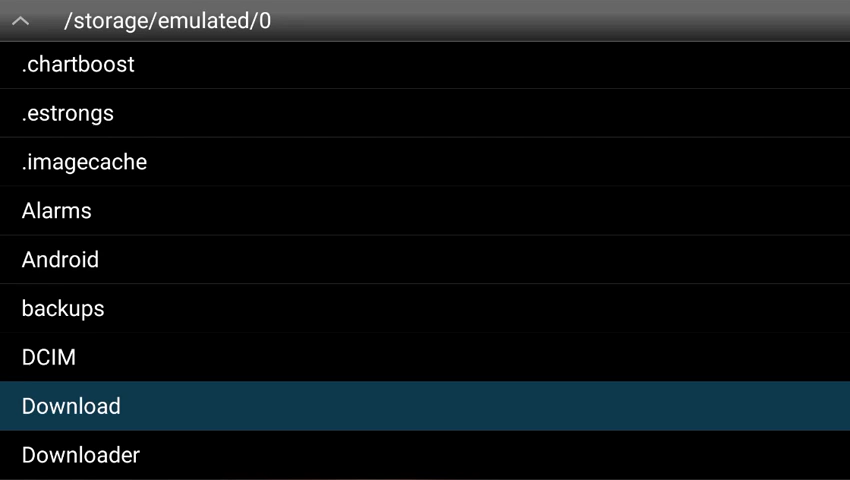 /storage/emulated/0
.chartboost
.estrongs
.imagecache
Alarms
Android
backups
DCIM
Download
Downloader